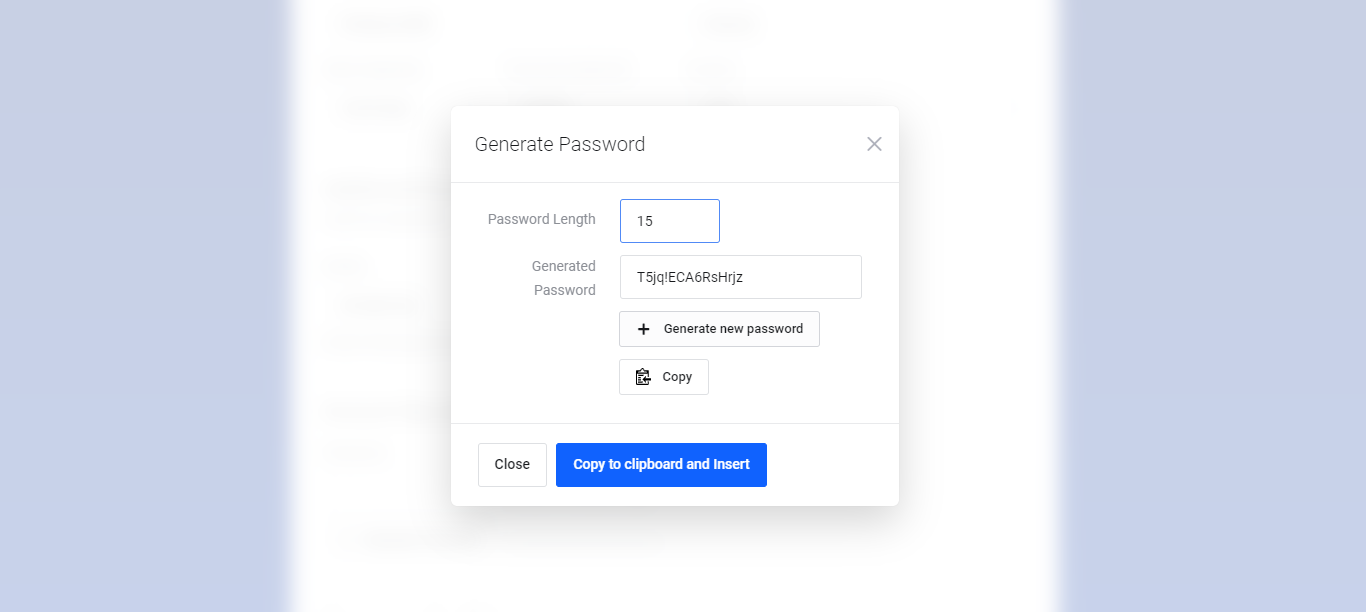 Generate Password
Password Length
15
Generated
Password
T5jq!ECA6RsHrjz
Generate new password
Copy
Close
Copy to clipboard and Insert